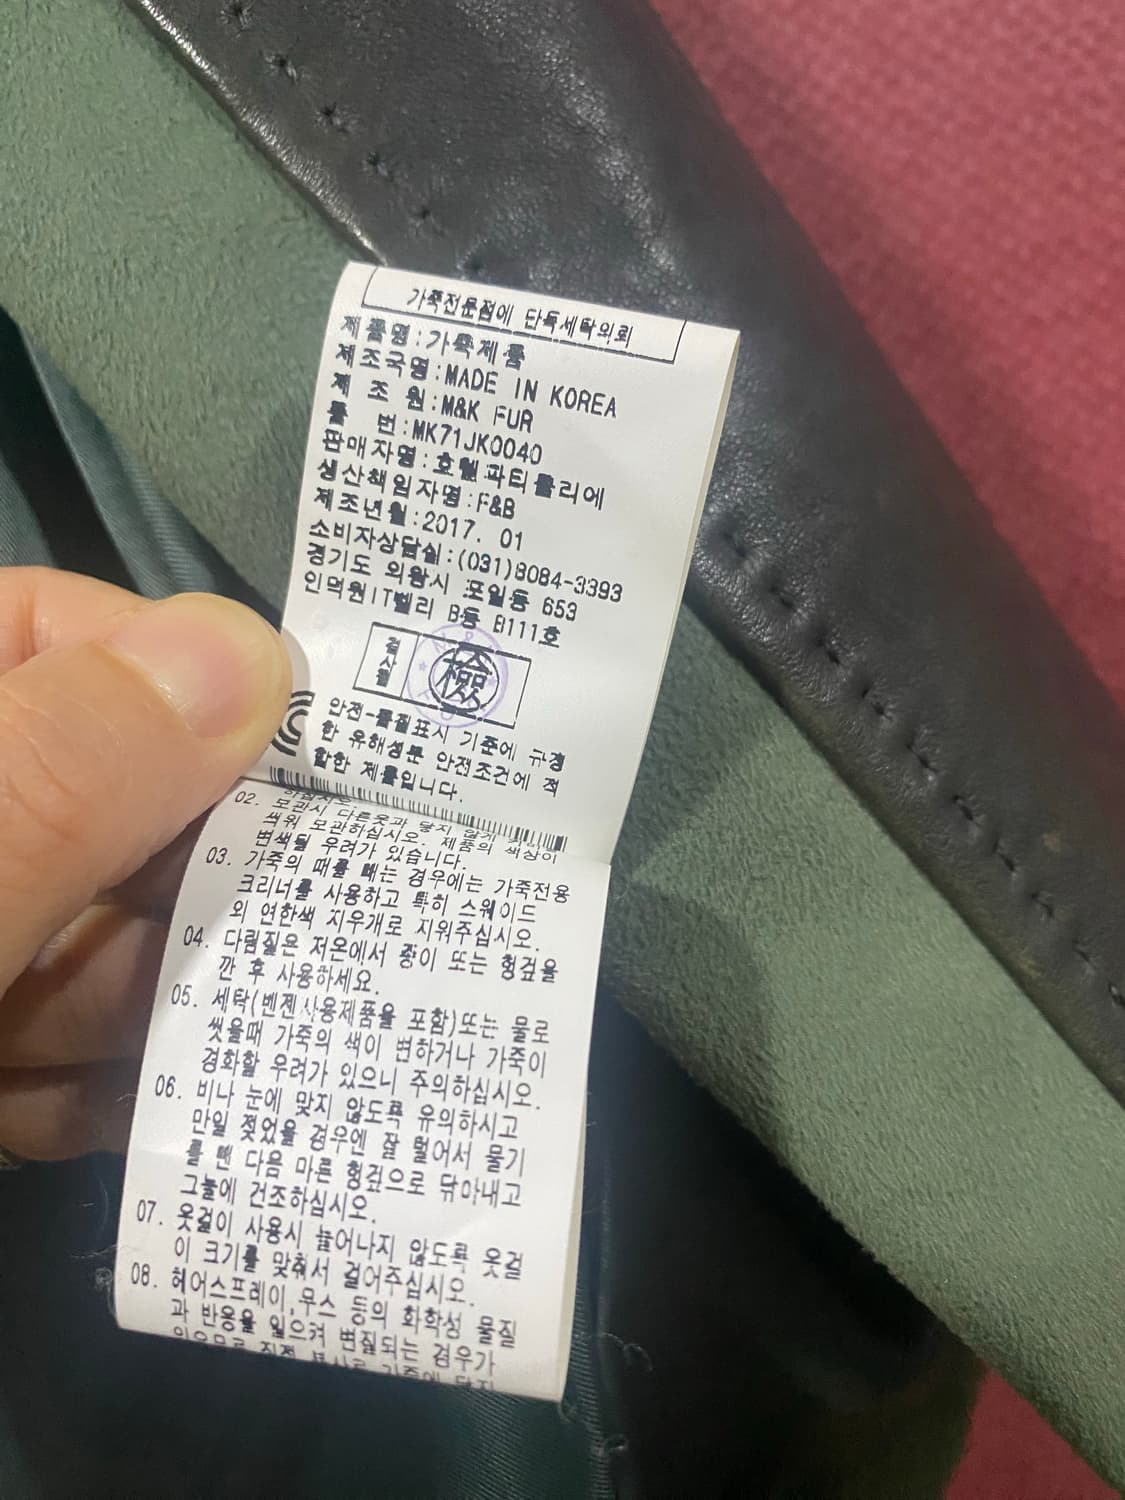 가죽전문점에 단독세탁의뢰
제품명:가죽제품
제조국명:MADE IN KOREA
제 조 원:M&K FUR
품 번:MK71JK0040
판매자명:호텔파티룰리에
생산책임자명:F&B
제조년월:2017. 01
소비자상담실:(031)8084-3393
경기도 의왕시 포일동 653
인덕원IT밸리 B동 B111호
검사필
檢
안전-품질표시 기준에 규정
한 유해성분 안전조건에 적
합한 제품입니다.
하십시오.
02. 보관시 다른옷과 닿지 않게
씌워 보관하십시오. 제품의 색상이
변색될 우려가 있습니다.
03. 가죽의 때를 빼는 경우에는 가죽전용
크리너를 사용하고 특히 스웨이드
외 연한색 지우개로 지워주십시오.
04. 다림질은 저온에서 종이 또는 헝겊을
깐 후 사용하세요.
05. 세탁(벤젠사용제품을 포함)또는 물로
씻을때 가죽의 색이 변하거나 가죽이
경화할 우려가 있으니 주의하십시오.
06. 비나 눈에 맞지 않도록 유의하시고
만일 젖었을 경우엔 잘 털어서 물기
를 뺀 다음 마른 헝겊으로 닦아내고
그늘에 건조하십시오.
07. 옷걸이 사용시 늘어나지 않도록 옷걸
이 크기를 맞춰서 걸어주십시오.
08. 헤어스프레이,무스 등의 화학성 물질
과 반응을 일으켜 변질되는 경우가